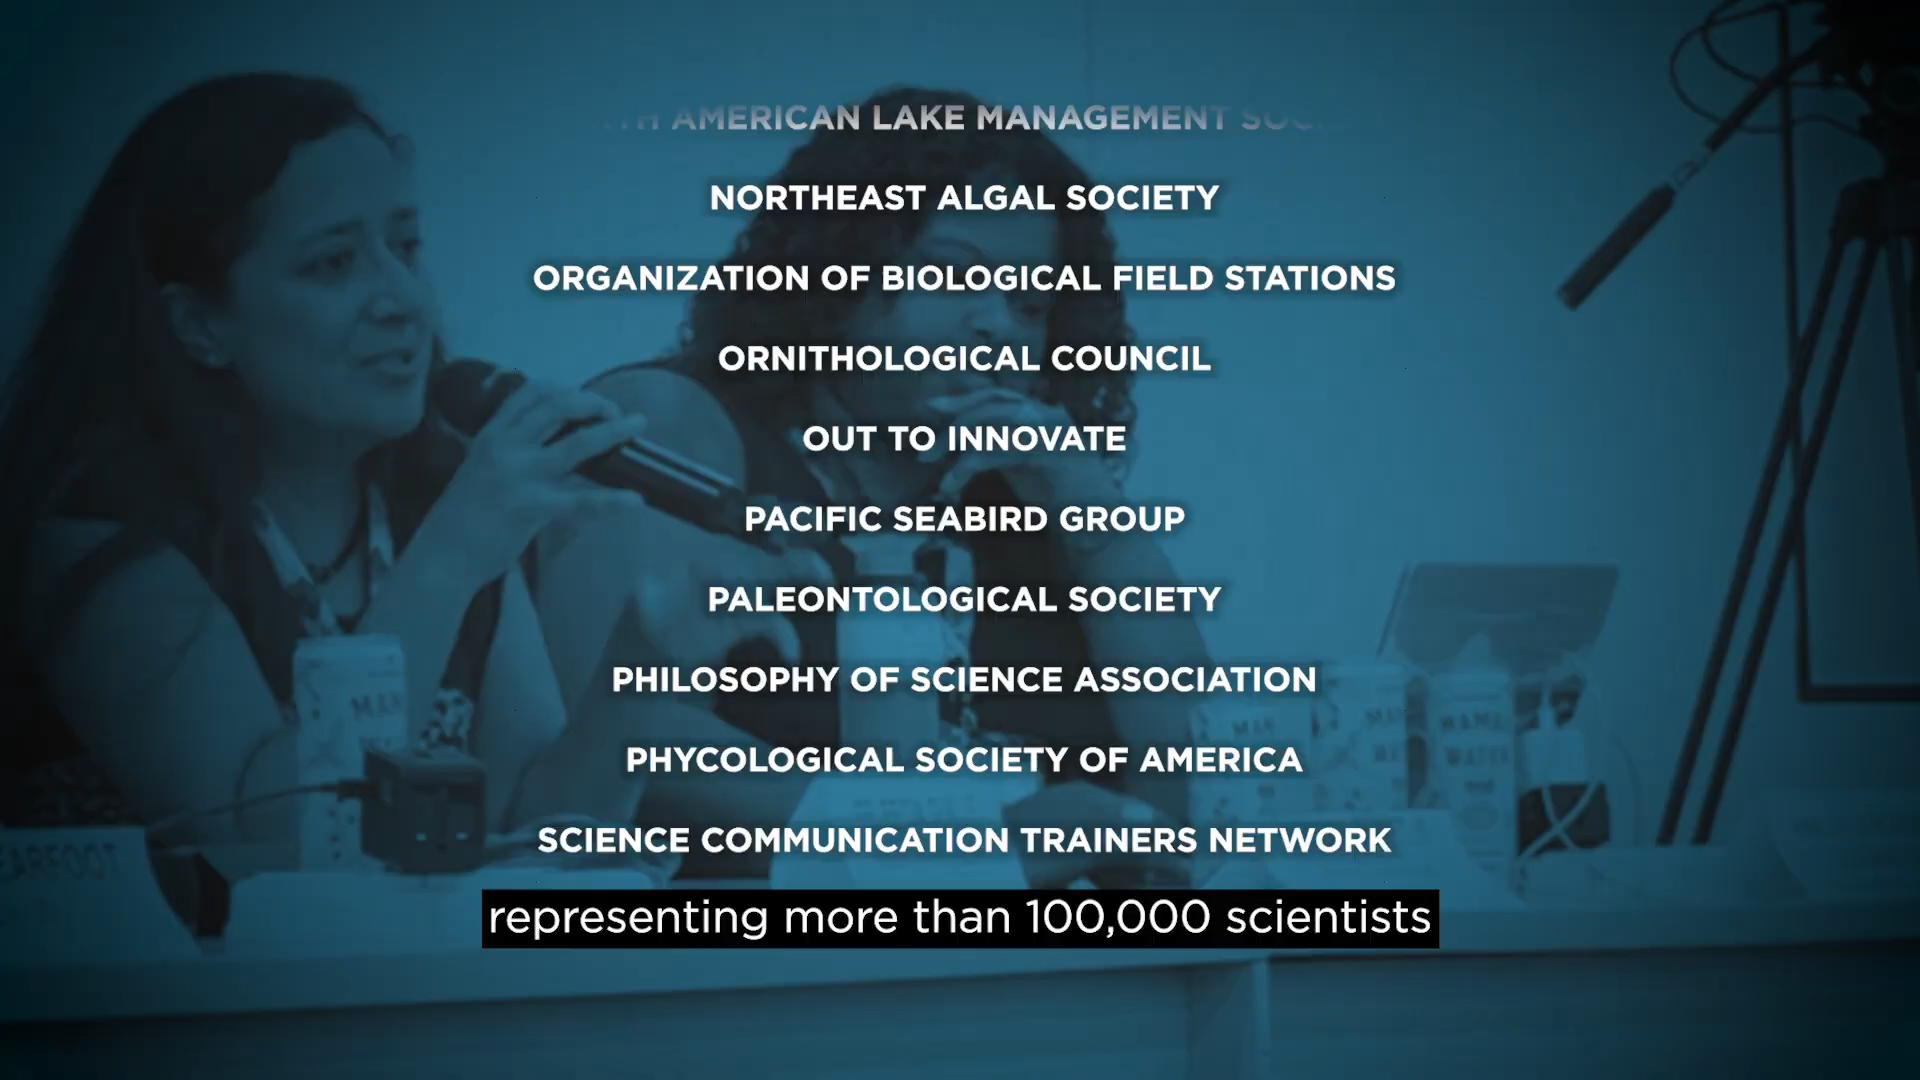 AMERICAN LAKE MANAGEMENT
NORTHEAST ALGAL SOCIETY
ORGANIZATION OF BIOLOGICAL FIELD STATIONS
ORNITHOLOGICAL COUNCIL
OUT TO INNOVATE
PACIFIC SEABIRD GROUP
PALEONTOLOGICAL SOCIETY
PHILOSOPHY OF SCIENCE ASSOCIATION
PHYCOLOGICAL SOCIETY OF AMERICA
SCIENCE COMMUNICATION TRAINERS NETWORK
representing more than 100,000 scientists